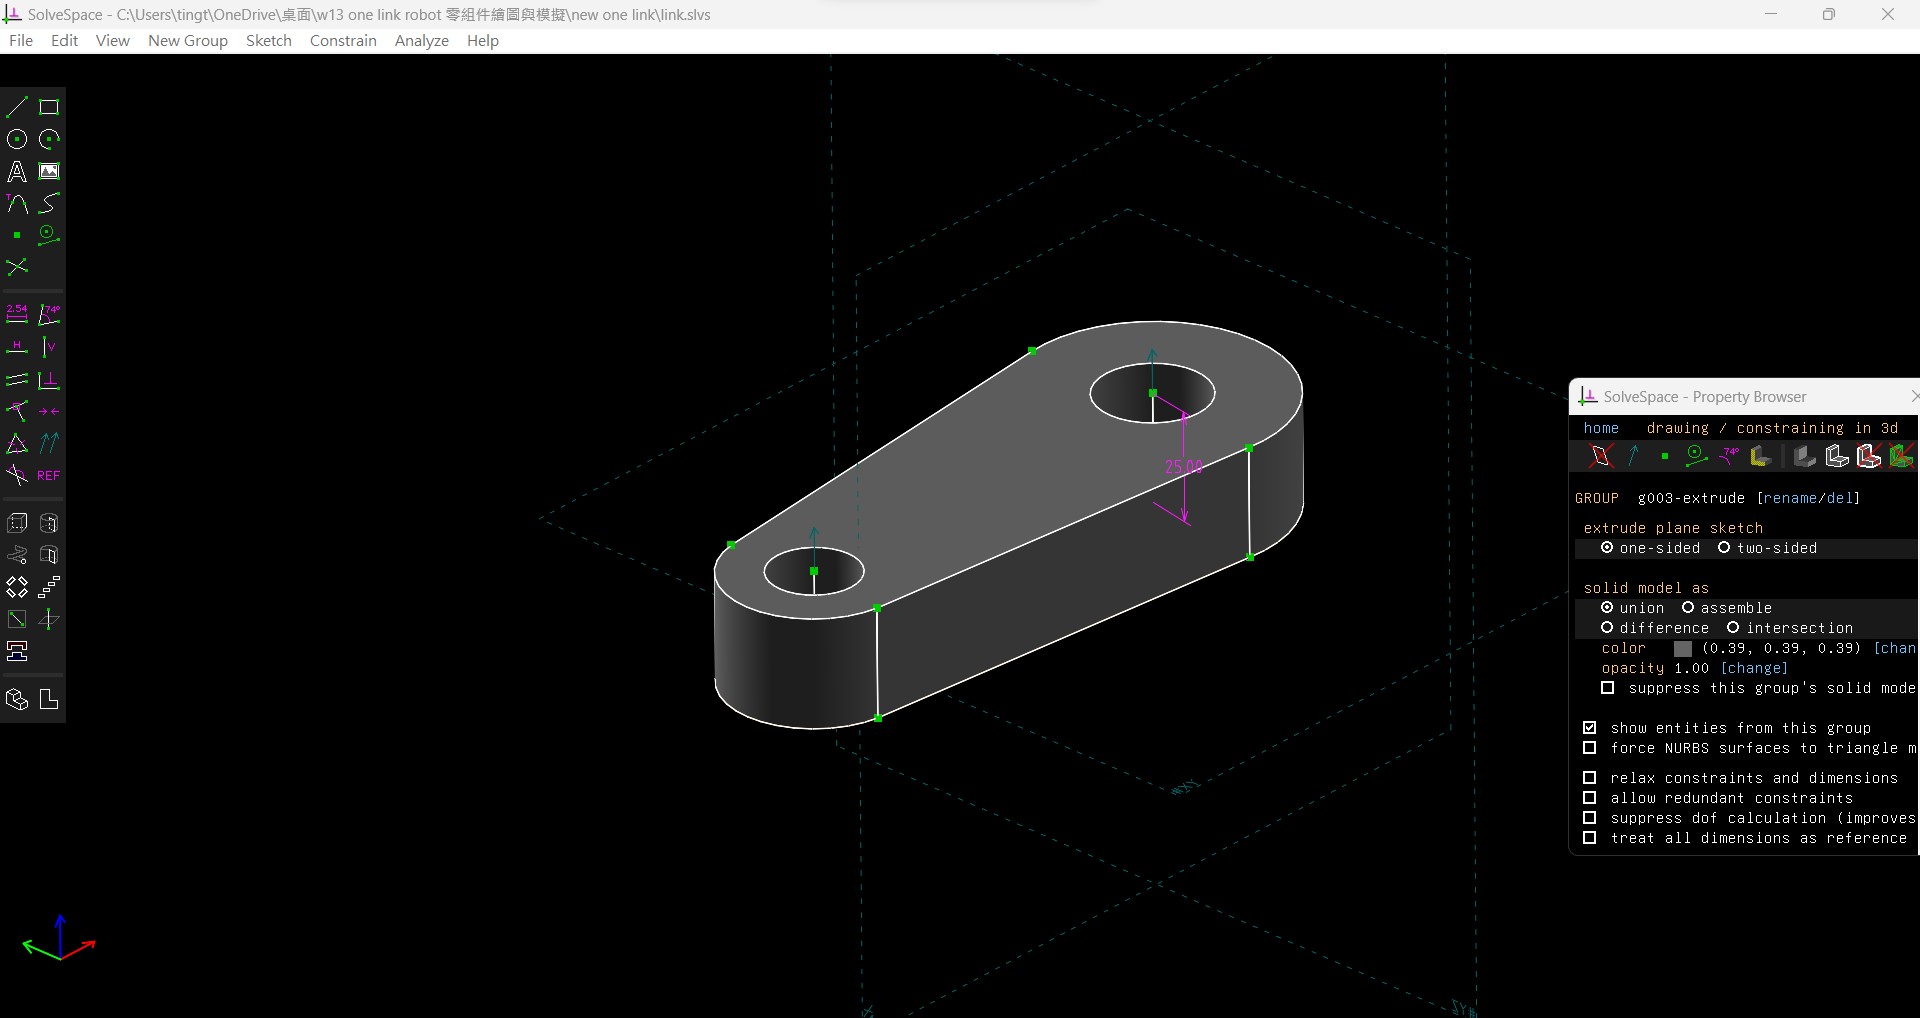 SolveSpace - C:\Users\tingt\OneDrive\桌面\w13 one link robot 零組件繪圖與模擬\new one link\link.slvs
File Edit View New Group Sketch Constrain Analyze Help
A
T
2.54 74°
H V
REF
25.00
#XY
SolveSpace - Property Browser
home drawing / constraining in 3d
74°
GROUP g003-extrude [rename/del]
extrude plane sketch
one-sided two-sided
solid model as
union assemble
difference intersection
color (0.39, 0.39, 0.39) [chan
opacity 1.00 [change]
suppress this group's solid mode
show entities from this group
force NURBS surfaces to triangle m
relax constraints and dimensions
allow redundant constraints
suppress dof calculation (improves
treat all dimensions as reference